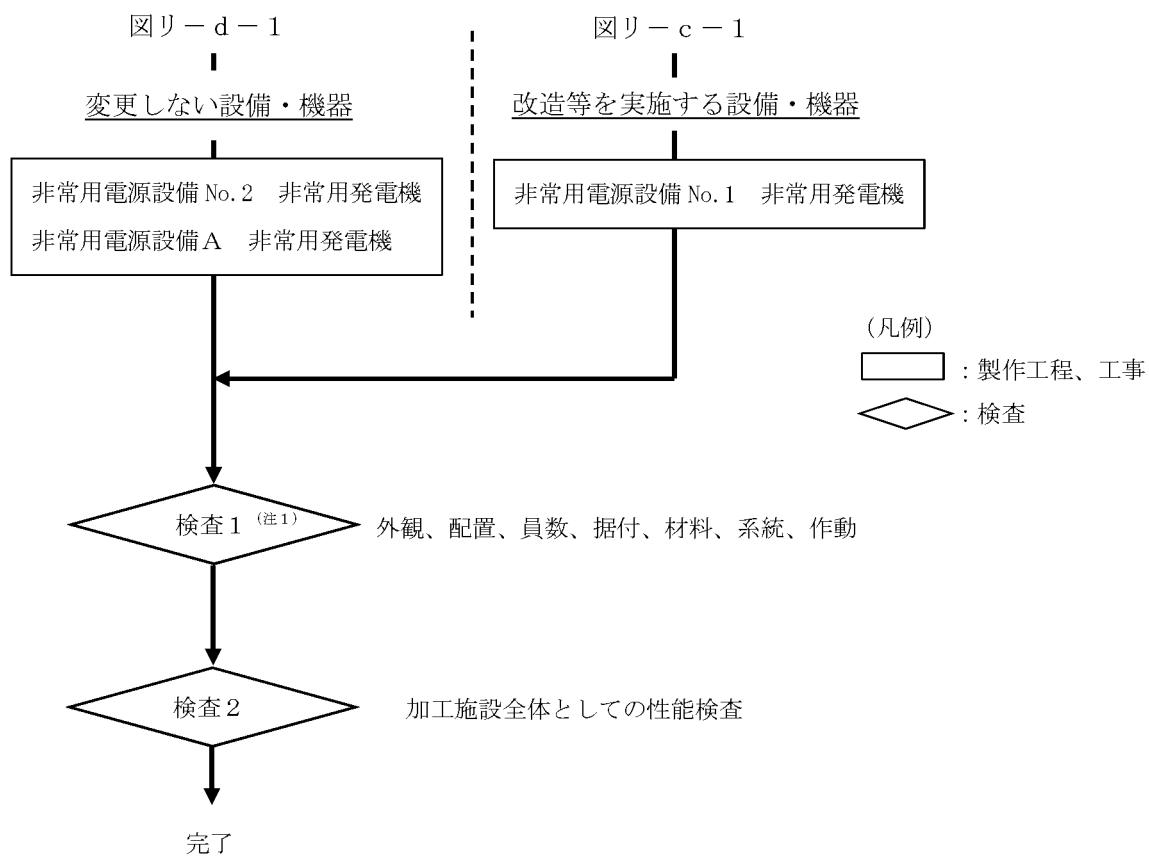 図リ－ｄ－１
図リ－ｃ－１
変更しない設備・機器
改造等を実施する設備・機器
非常用電源設備 No.2　非常用発電機
非常用電源設備Ａ　非常用発電機
非常用電源設備 No.1　非常用発電機
（凡例）
：製作工程、工事
：検査
検査１（注１）
外観、配置、員数、据付、材料、系統、作動
検査２
加工施設全体としての性能検査
完了